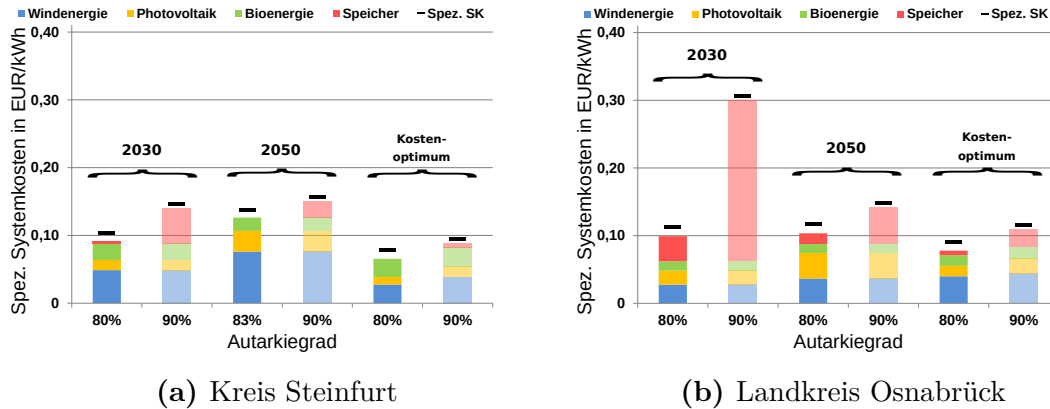 Windenergie Photovoltaik Bioenergie Speicher Spez. SK
Spez. Systemkosten in EUR/kWh
0,40
0,30
0,20
0,10
0
2030
2050
Kosten-
optimum
80% 90% 83% 90% 80% 90%
Autarkiegrad
(a) Kreis Steinfurt
Windenergie Photovoltaik Bioenergie Speicher Spez. SK
Spez. Systemkosten in EUR/kWh
0,40
0,30
0,20
0,10
0
2030
2050
Kosten-
optimum
80% 90% 80% 90% 80% 90%
Autarkiegrad
(b) Landkreis Osnabrück